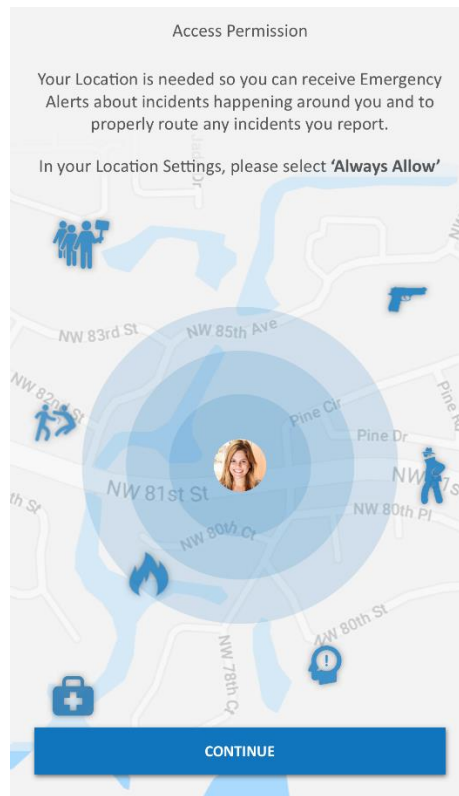 Access Permission
Your Location is needed so you can receive Emergency
Alerts about incidents happening around you and to
properly route any incidents you report.
In your Location Settings, please select ‘Always Allow’
NW 83rd St
NW 85th Ave
NW 82nd St
Pine Cir
Pine Dr
NW 81st St
NW 80th Pl
NW 80th Ct
NW 80th St
NW 78th Ct
CONTINUE